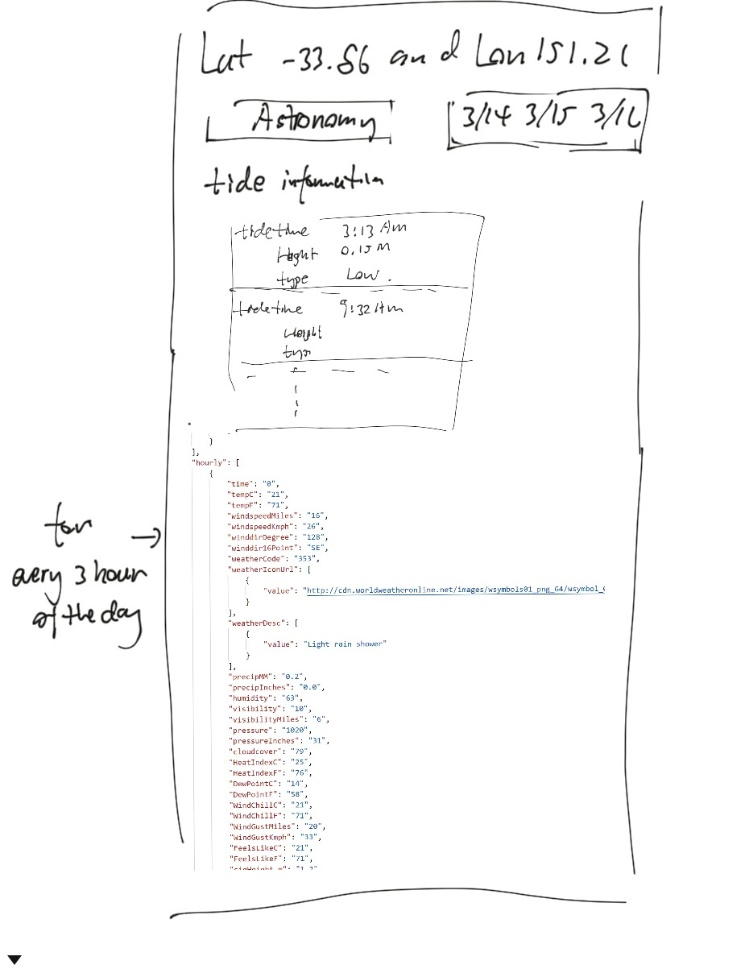 Lat -33.86 and Lon 151.21
Astronomy 3/14 3/15 3/16
tide information
tidetime 3:13 AM
Height 0.15 M
type Low.
tidetime 9:32 AM
Height
type
}
],
"hourly": [
{
"time": "0",
"tempC": "21",
"tempF": "71",
"windspeedMiles": "16",
"windspeedKmph": "26",
"winddirDegree": "128",
"winddir16Point": "SE",
"weatherCode": "353",
"weatherIconUrl": [
{
"value": "http://cdn.worldweatheronline.net/images/wsymbols01_png_64/wsymbol_
}
],
"weatherDesc": [
{
"value": "Light rain shower"
}
],
"precipMM": "0.2",
"precipInches": "0.0",
"humidity": "63",
"visibility": "10",
"visibilityMiles": "6",
"pressure": "1020",
"pressureInches": "31",
"cloudcover": "79",
"HeatIndexC": "25",
"HeatIndexF": "76",
"DewPointC": "14",
"DewPointF": "58",
"WindChillC": "21",
"WindChillF": "71",
"WindGustMiles": "20",
"WindGustKmph": "33",
"FeelsLikeC": "21",
"FeelsLikeF": "71",
for
every 3 hour
of the day